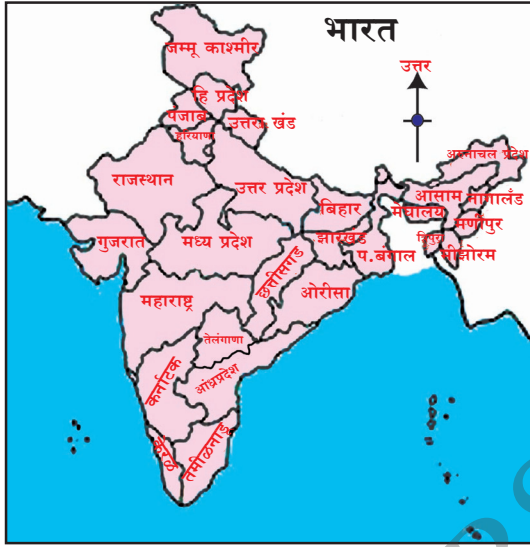 भारत
जम्मू काश्मीर
उत्तर
हि प्रदेश
पंजाब
उत्तरा खंड
हरियाणा
अरुणाचल प्रदेश
राजस्थान
उत्तर प्रदेश
आसाम
नागालँड
बिहार
मेघालय
मणीपुर
गुजरात
मध्य प्रदेश
झारखंड
त्रिपुरा
मीझोरम
प.बंगाल
छत्तीसगड
ओरीसा
महाराष्ट्र
तेलंगाणा
कर्नाटक
आंध्रप्रदेश
केरळ
तमीळनाडू